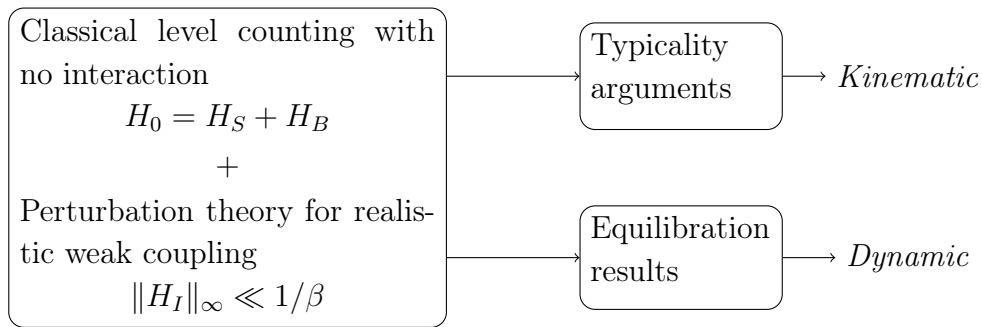 Classical level counting with
no interaction
H_0 = H_S + H_B
+
Perturbation theory for realis-
tic weak coupling
‖H_I‖_∞ ≪ 1/β
Typicality
arguments
Kinematic
Equilibration
results
Dynamic